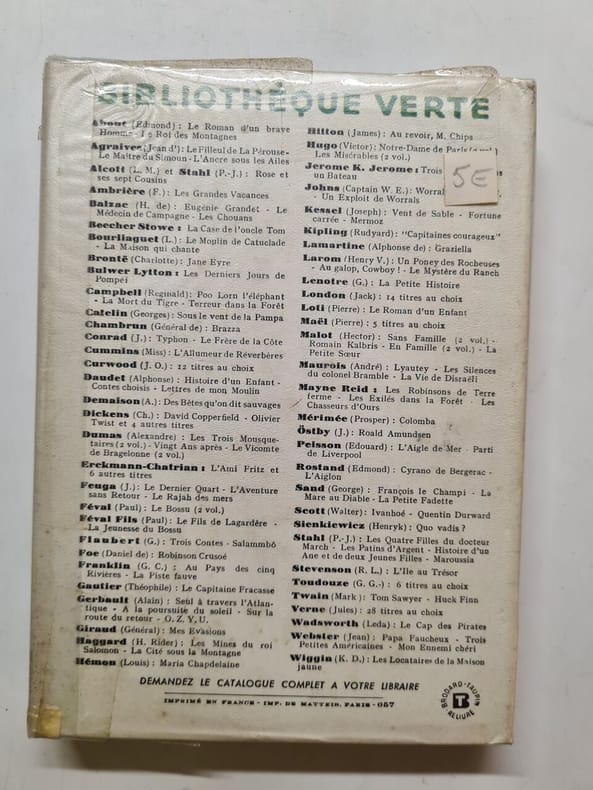 BIBLIOTHÈQUE VERTE
About (Edmond) : Le Roman d'un brave
Homme - Le Roi des Montagnes
Agraives (Jean d') : Le Filleul de La Pérouse -
Le Maître du Simoun - L'Ancre sous les Ailes
Alcott (L. M.) et Stahl (P.-J.) : Rose et
ses sept Cousins
Ambrière (F.) : Les Grandes Vacances
Balzac (H. de) : Eugénie Grandet - Le
Médecin de Campagne - Les Chouans
Beecher Stowe : La Case de l'oncle Tom
Bourliaguet (L.) : Le Moulin de Catuclade
- La Maison qui chante
Brontë (Charlotte) : Jane Eyre
Bulwer Lytton : Les Derniers Jours de
Pompéi
Campbell (Reginald) : Poo Lorn l'éléphant
- La Mort du Tigre - Terreur dans la Forêt
Catelin (Georges) : Sous le vent de la Pampa
Chambrun (Général de) : Brazza
Conrad (J.) : Typhon - Le Frère de la Côte
Cummins (Miss) : L'Allumeur de Réverbères
Curwood (J. O.) : 12 titres au choix
Daudet (Alphonse) : Histoire d'un Enfant -
Contes choisis - Lettres de mon Moulin
Demaison (A.) : Des Bêtes qu'on dit sauvages
Dickens (Ch.) : David Copperfield - Olivier
Twist et 4 autres titres
Dumas (Alexandre) : Les Trois Mousque-
taires (2 vol.) - Vingt Ans après - Le Vicomte
de Bragelonne (2 vol.)
Erckmann-Chatrian : L'Ami Fritz et
6 autres titres
Feuga (J.) : Le Dernier Quart - L'Aventure
sans Retour - Le Rajah des mers
Féval (Paul) : Le Bossu (2 vol.)
Féval Fils (Paul) : Le Fils de Lagardère -
La Jeunesse du Bossu
Flaubert (G.) : Trois Contes - Salammbô
Foe (Daniel de) : Robinson Crusoé
Franklin (G. C.) : Au Pays des cinq
Rivières - La Piste fauve
Gautier (Théophile) : Le Capitaine Fracasse
Gerbault (Alain) : Seul à travers l'Atlan-
tique - A la poursuite du soleil - Sur la
route du retour - O. Z. Y. U.
Giraud (Général) : Mes Evasions
Haggard (H. Rider) : Les Mines du roi
Salomon - La Cité sous la Montagne
Hémon (Louis) : Maria Chapdelaine
Hilton (James) : Au revoir, M. Chips
Hugo (Victor) : Notre-Dame de Paris (2 vol.) -
Les Misérables (2 vol.)
Jerome K. Jerome : Trois
un Bateau
Johns (Captain W. E.) : Worrals
- Un Exploit de Worrals
5€
Kessel (Joseph) : Vent de Sable - Fortune
carrée - Mermoz
Kipling (Rudyard) : "Capitaines courageux"
Lamartine (Alphonse de) : Graziella
Larom (Henry V.) : Un Poney des Rocheuses
- Au galop, Cowboy ! - Le Mystère du Ranch
Lenotre (G.) : La Petite Histoire
London (Jack) : 14 titres au choix
Loti (Pierre) : Le Roman d'un Enfant
Maël (Pierre) : 5 titres au choix
Malot (Hector) : Sans Famille (2 vol.) -
Romain Kalbris - En Famille (2 vol.) - La
Petite Sœur
Maurois (André) : Lyautey - Les Silences
du colonel Bramble - La Vie de Disraëli
Mayne Reid : Les Robinsons de Terre
ferme - Les Exilés dans la Forêt - Les
Chasseurs d'Ours
Mérimée (Prosper) : Colomba
Östby (J.) : Roald Amundsen
Peisson (Edouard) : L'Aigle de Mer - Parti
de Liverpool
Rostand (Edmond) : Cyrano de Bergerac -
L'Aiglon
Sand (George) : François le Champi - La
Mare au Diable - La Petite Fadette
Scott (Walter) : Ivanhoé - Quentin Durward
Sienkiewicz (Henryk) : Quo vadis ?
Stahl (P.-J.) : Les Quatre Filles du docteur
March - Les Patins d'Argent - Histoire d'un
Ane et de deux Jeunes Filles - Maroussia
Stevenson (R. L.) : L'Ile au Trésor
Toudouze (G. G.-) : 6 titres au choix
Twain (Mark) : Tom Sawyer - Huck Finn
Verne (Jules) : 28 titres au choix
Wadsworth (Leda) : Le Cap des Pirates
Webster (Jean) : Papa Faucheux - Trois
Petites Américaines - Mon Ennemi chéri
Wiggin (K. D.) : Les Locataires de la Maison
jaune
DEMANDEZ LE CATALOGUE COMPLET A VOTRE LIBRAIRE
IMPRIMÉ EN FRANCE - IMP. DE MATTEIS, PARIS - 657
BRODARD-TAUPIN
RELIURE